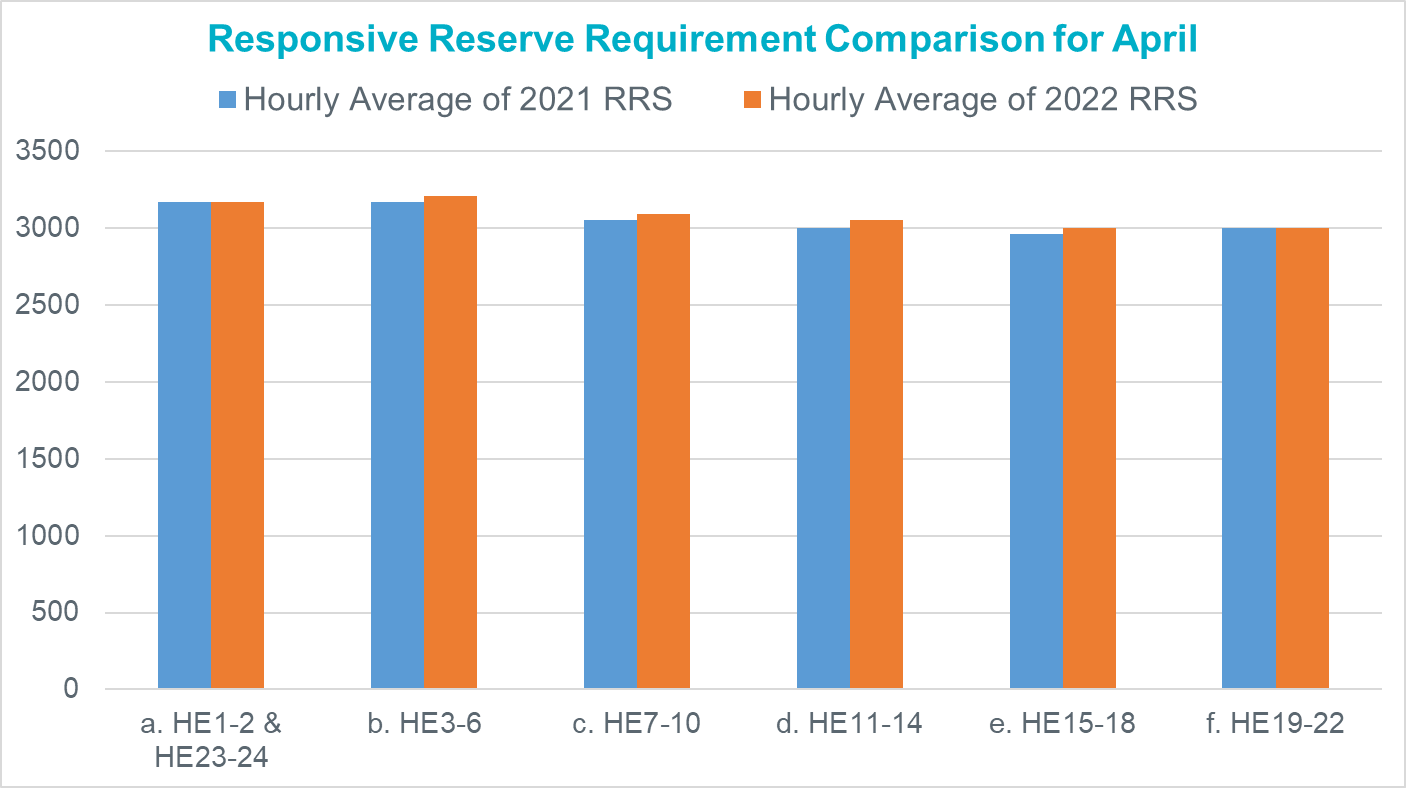 Responsive Reserve Requirement Comparison for April
Hourly Average of 2021 RRS Hourly Average of 2022 RRS
3500
3000
2500
2000
1500
1000
500
0
a. HE1-2 & b. HE3-6 c. HE7-10 d. HE11-14 e. HE15-18 f. HE19-22
HE23-24